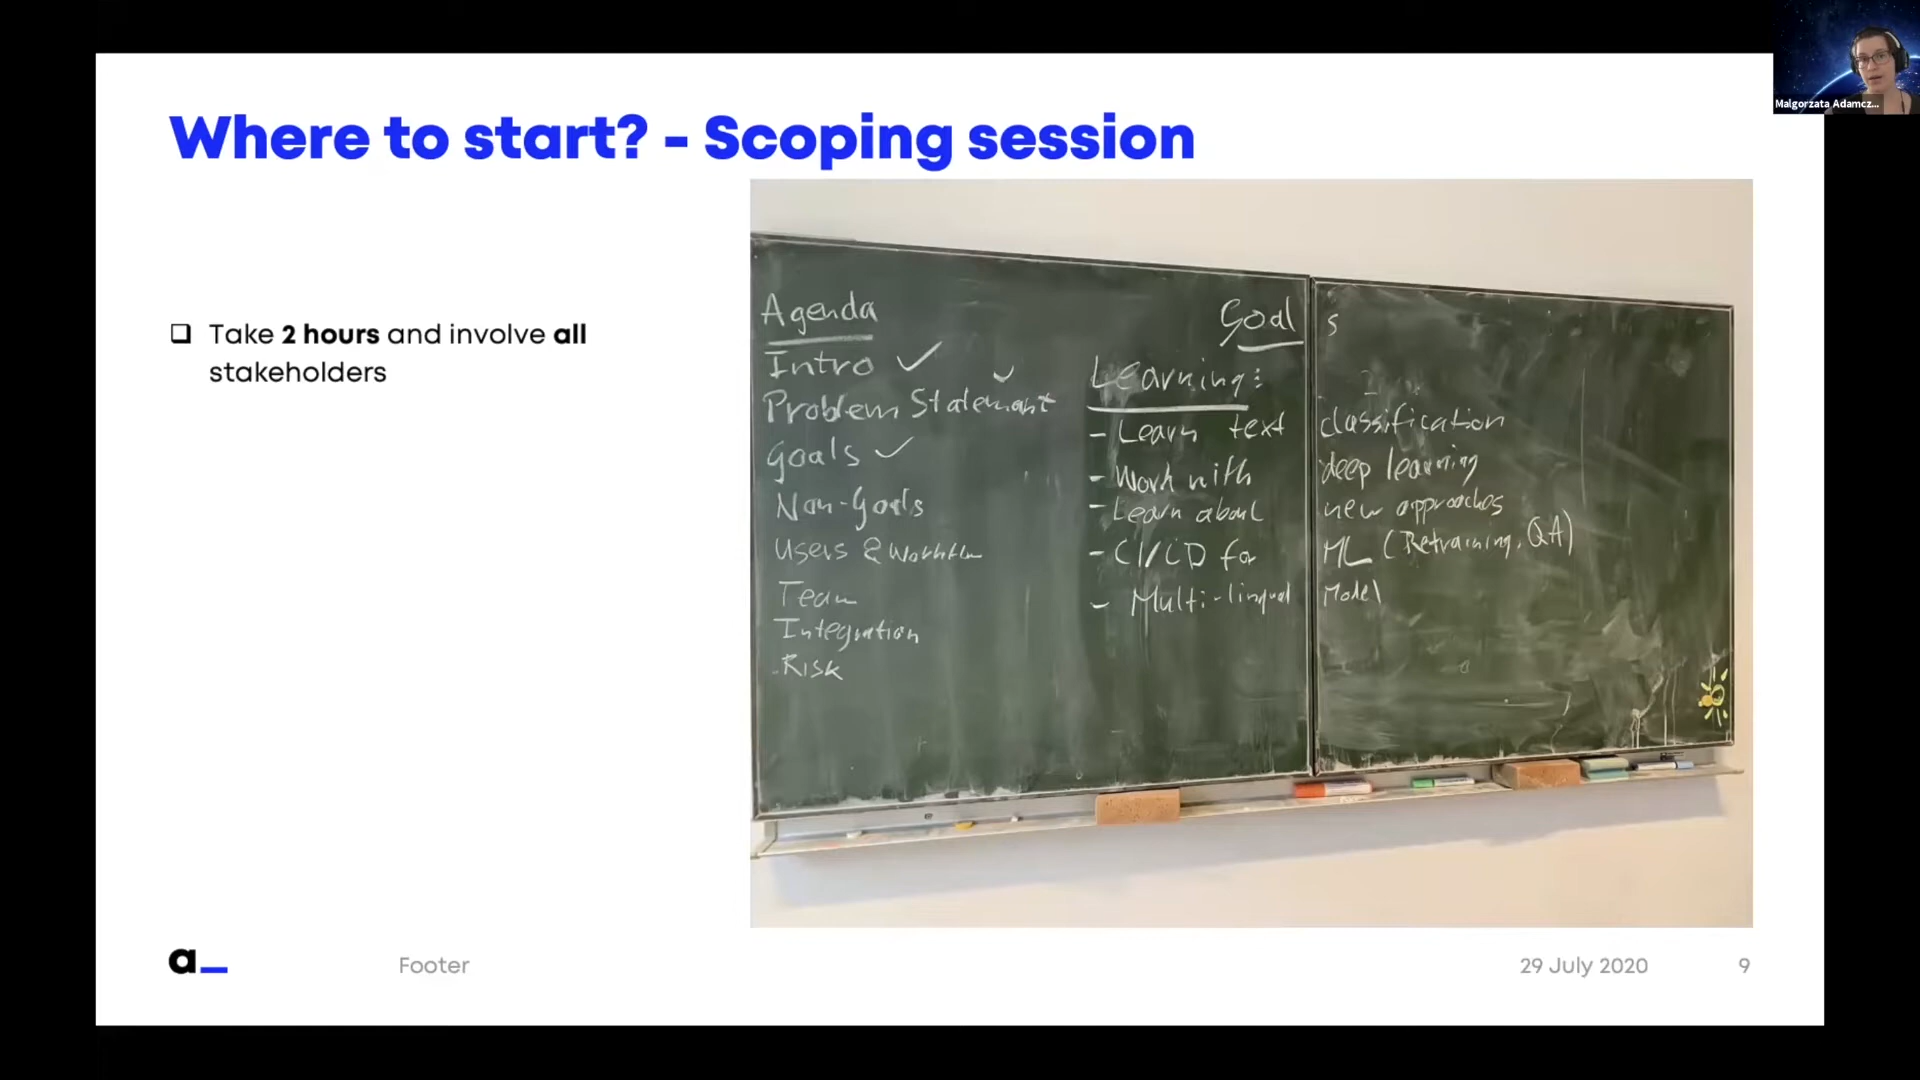 Where to start? - Scoping session
Malgorzata Adamcz...
❑ Take 2 hours and involve all
stakeholders
Agenda
Intro ✓
Problem Statement ✓
Goals ✓
Non-Goals
Users & Workflow
Team
Integration
Risk
Goals
Learning:
- Learn text classification
- Work with deep learning
- Learn about new approaches
- CI/CD for ML (Retraining, QA)
- Multi-lingual Model
a_
Footer
29 July 2020
9